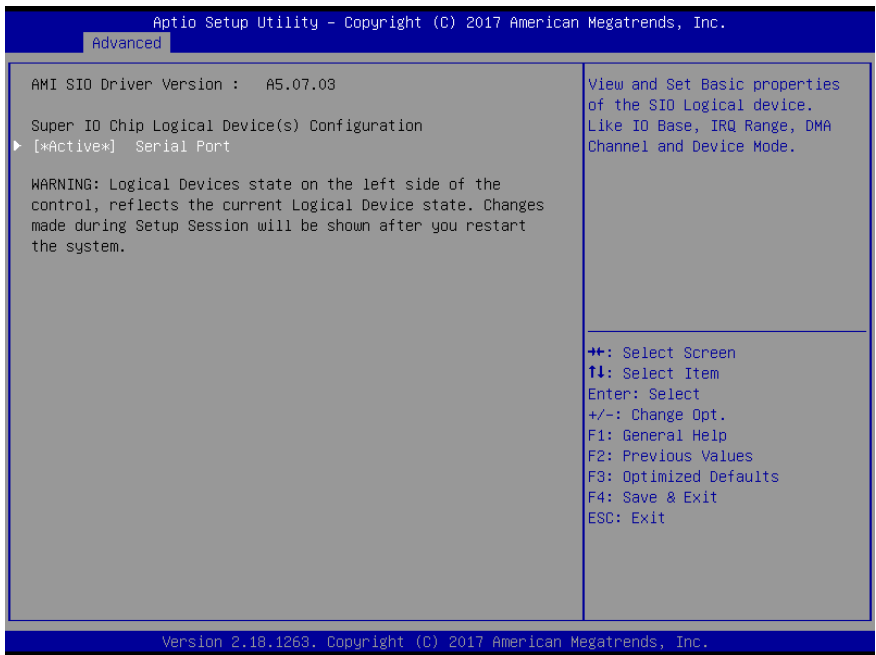 Aptio Setup Utility – Copyright (C) 2017 American Megatrends, Inc.
Advanced
AMI SIO Driver Version : A5.07.03
Super IO Chip Logical Device(s) Configuration
[*Active*] Serial Port
WARNING: Logical Devices state on the left side of the
control, reflects the current Logical Device state. Changes
made during Setup Session will be shown after you restart
the system.
View and Set Basic properties
of the SIO Logical device.
Like IO Base, IRQ Range, DMA
Channel and Device Mode.
→←: Select Screen
↑↓: Select Item
Enter: Select
+/-: Change Opt.
F1: General Help
F2: Previous Values
F3: Optimized Defaults
F4: Save & Exit
ESC: Exit
Version 2.18.1263. Copyright (C) 2017 American Megatrends, Inc.